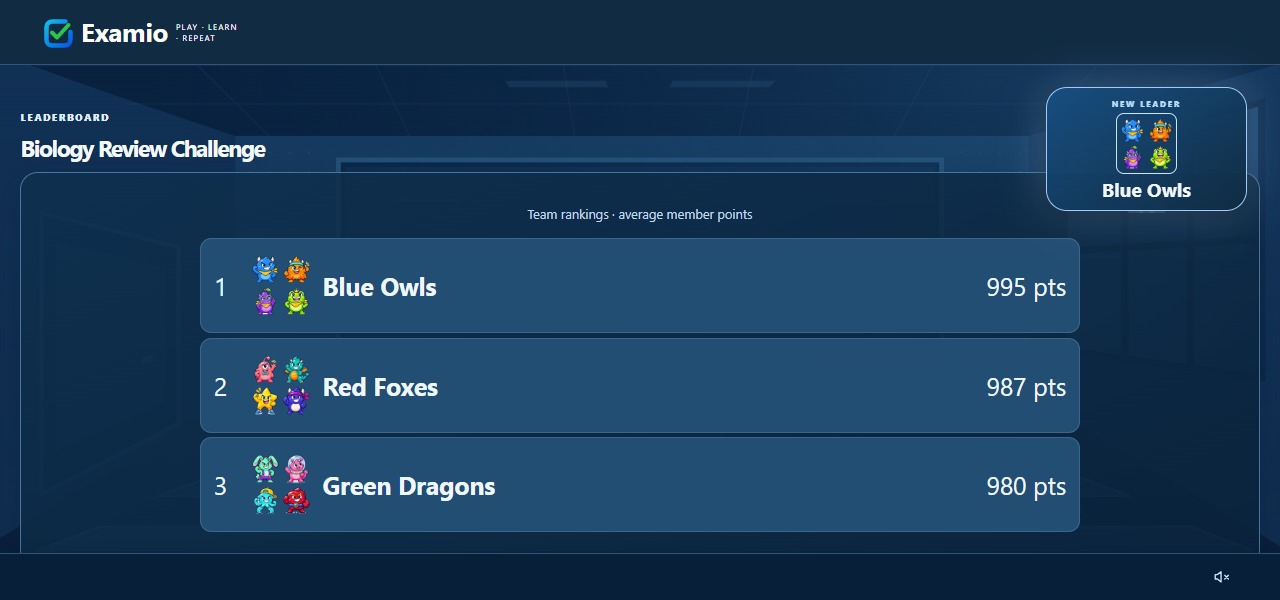 Examio
PLAY · LEARN
· REPEAT
LEADERBOARD
Biology Review Challenge
NEW LEADER
Blue Owls
Team rankings · average member points
1 Blue Owls 995 pts
2 Red Foxes 987 pts
3 Green Dragons 980 pts